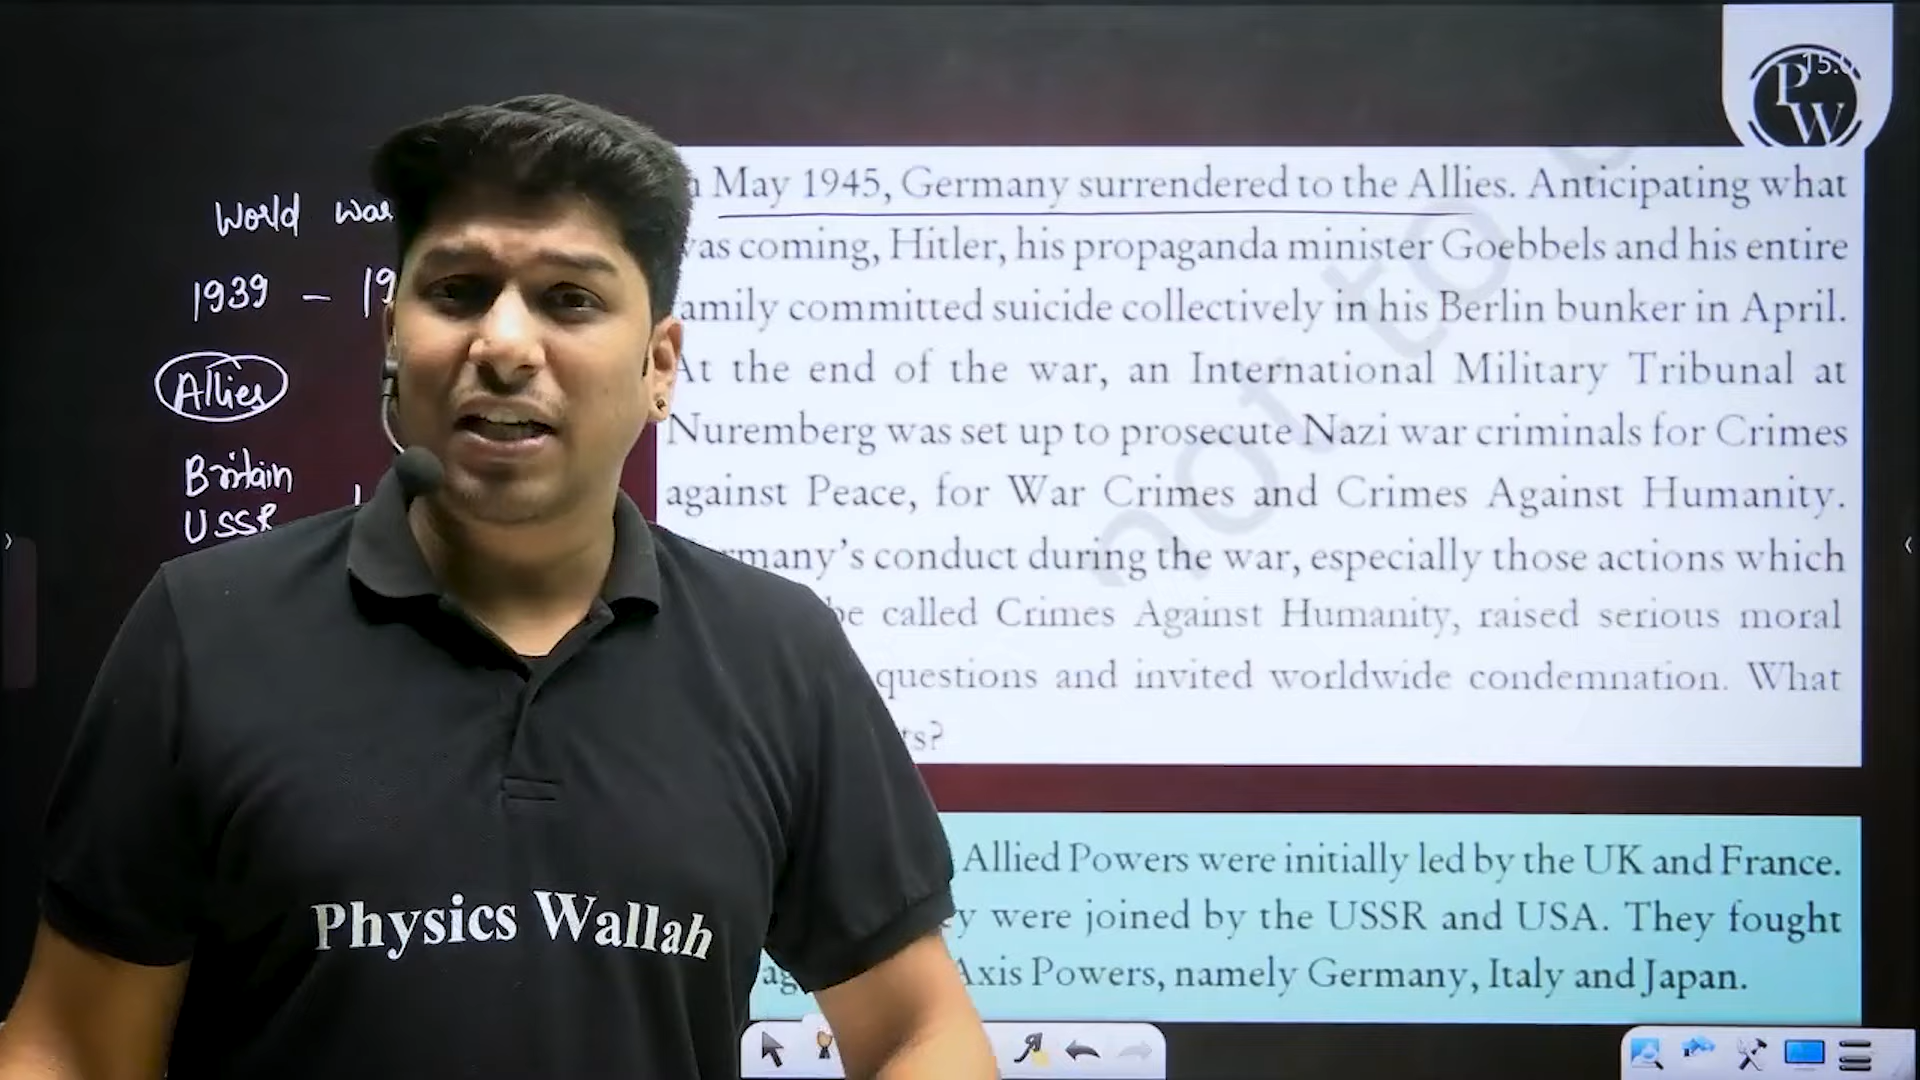 P
W
15.
World War
1939 - 19
Allies
Britain
USSR
May 1945, Germany surrendered to the Allies. Anticipating what
was coming, Hitler, his propaganda minister Goebbels and his entire
family committed suicide collectively in his Berlin bunker in April.
At the end of the war, an International Military Tribunal at
Nuremberg was set up to prosecute Nazi war criminals for Crimes
against Peace, for War Crimes and Crimes Against Humanity.
Germany's conduct during the war, especially those actions which
be called Crimes Against Humanity, raised serious moral
questions and invited worldwide condemnation. What
not to
Allied Powers were initially led by the UK and France.
were joined by the USSR and USA. They fought
Axis Powers, namely Germany, Italy and Japan.
Physics Wallah